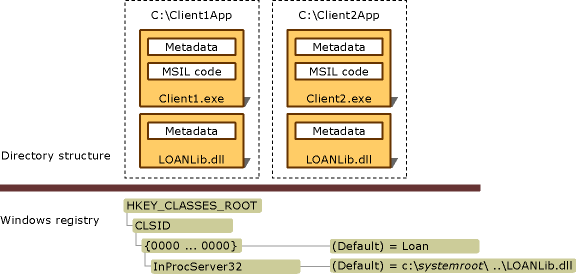 C:\Client1App
C:\Client2App
Metadata
MSIL code
Client1.exe
Metadata
MSIL code
Client2.exe
Metadata
LOANLib.dll
Metadata
LOANLib.dll
Directory structure
Windows registry
HKEY_CLASSES_ROOT
CLSID
{0000 ... 0000}
(Default) = Loan
InProcServer32
(Default) = c:\systemroot\ ..\LOANLib.dll